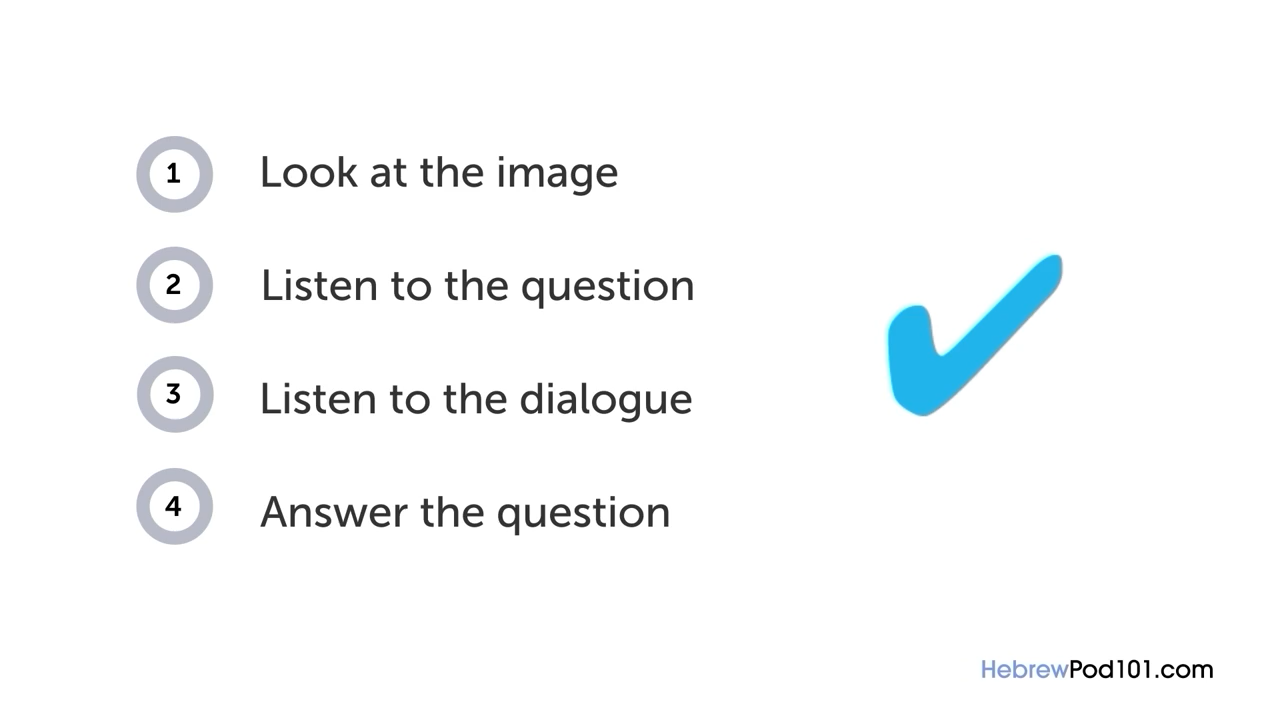 1 Look at the image
2 Listen to the question
3 Listen to the dialogue
4 Answer the question
HebrewPod101.com